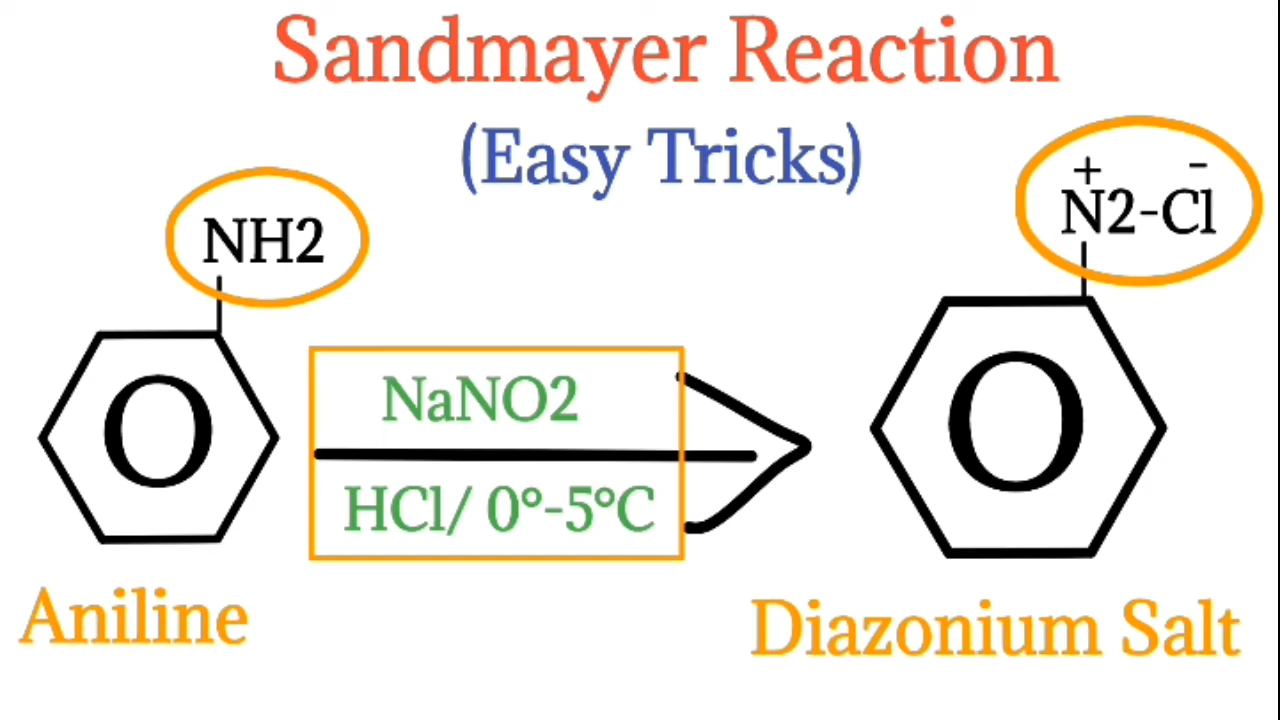 Sandmayer Reaction
(Easy Tricks)
+ -
N2-Cl
NH2
O
O
NaNO2
HCl/ 0°-5°C
Aniline
Diazonium Salt